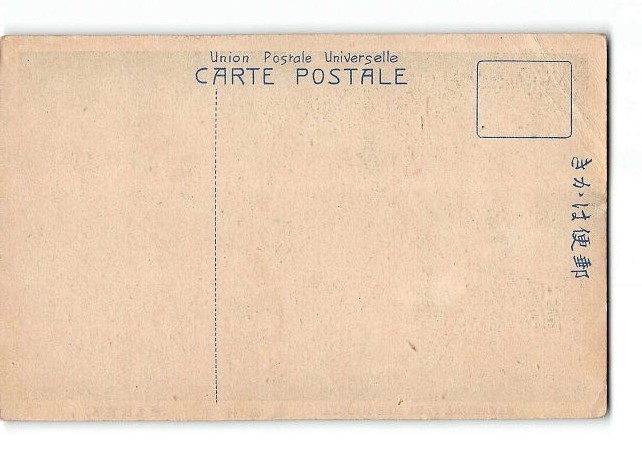 Union Postale Universelle
CARTE POSTALE
きかは便郵